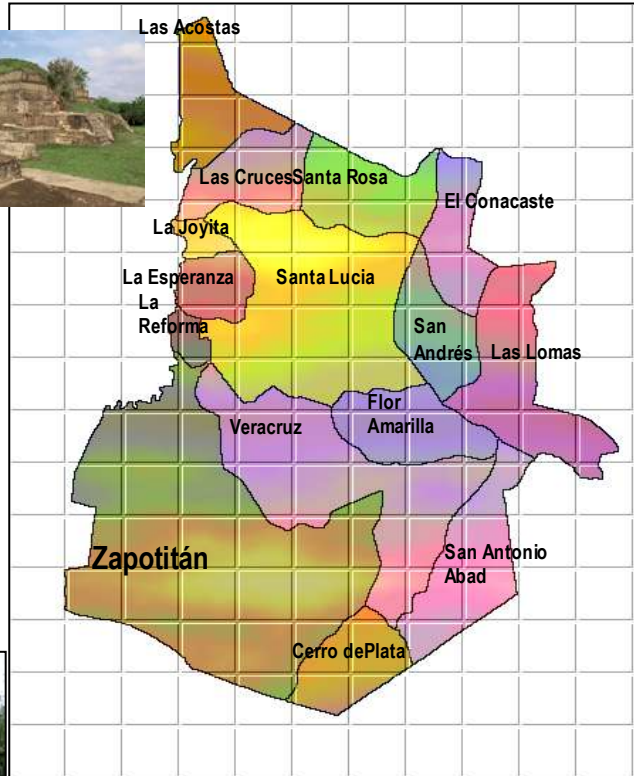 Las Acostas
Las Cruces Santa Rosa
El Conacaste
La Joyita
La Esperanza
Santa Lucia
La
Reforma
San
Andrés
Las Lomas
Flor
Amarilla
Veracruz
Zapotitán
San Antonio
Abad
Cerro dePlata